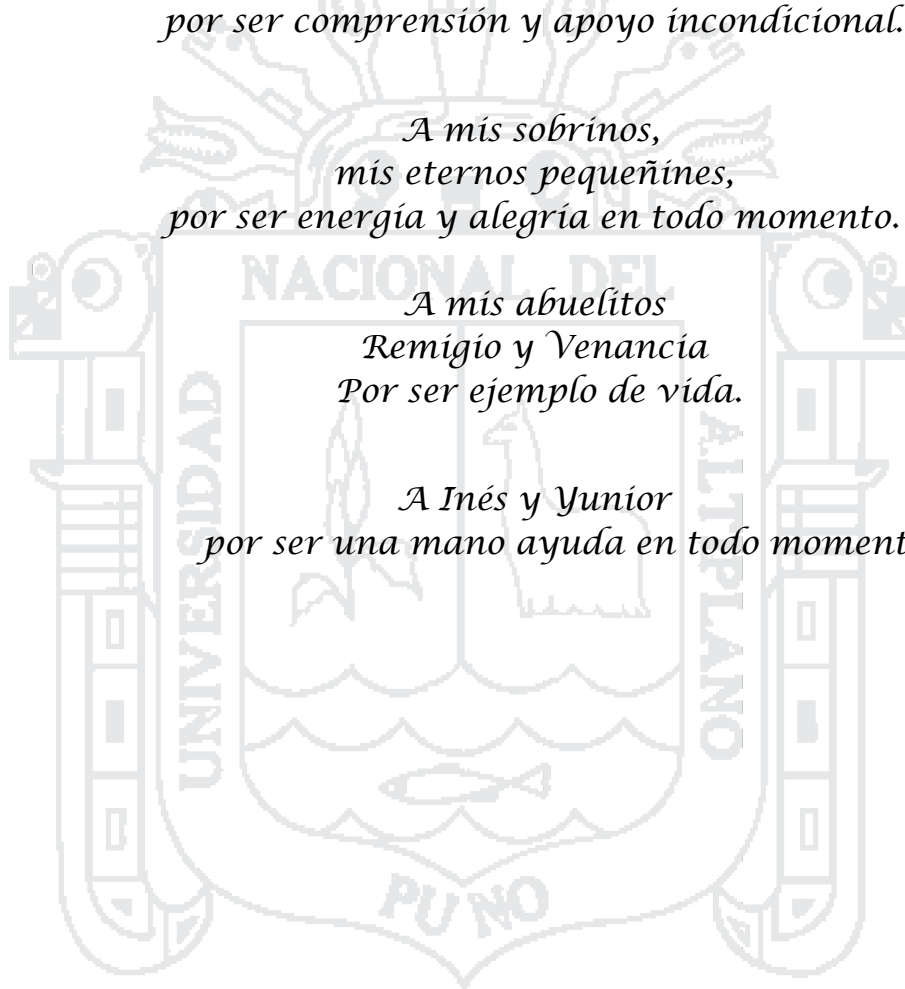 por ser comprensión y apoyo incondicional.
A mis sobrinos,
mis eternos pequeñines,
por ser energía y alegría en todo momento.
NACIONAL DEL
A mis abuelitos
Remigio y Venancia
Por ser ejemplo de vida.
UNIVERSIDAD
ALTIPLANO
A Inés y Yunior
por ser una mano ayuda en todo moment
PUNO